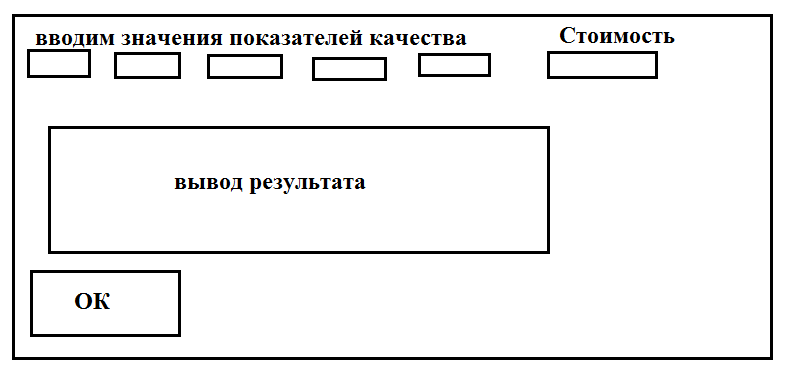 вводим значения показателей качества
Стоимость
вывод результата
ОК